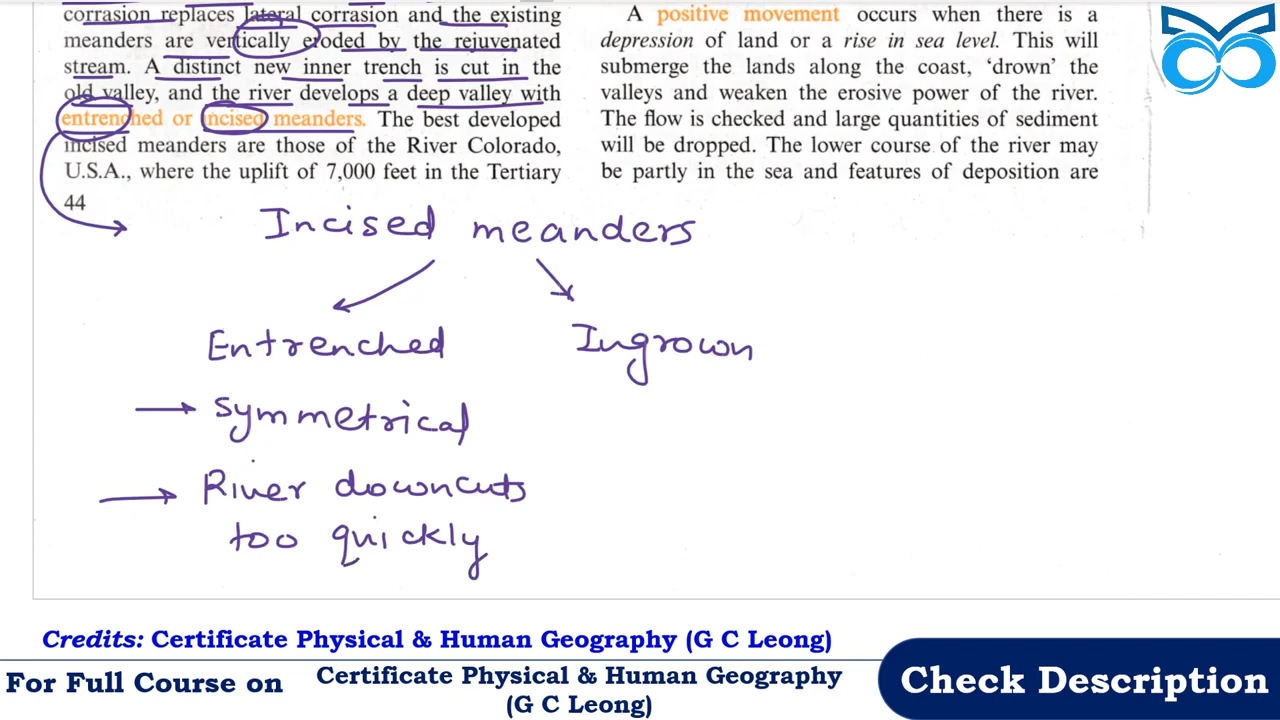 corrasion replaces lateral corrasion and the existing
meanders are vertically eroded by the rejuvenated
stream. A distinct new inner trench is cut in the
old valley, and the river develops a deep valley with
entrenched or incised meanders. The best developed
incised meanders are those of the River Colorado,
U.S.A., where the uplift of 7,000 feet in the Tertiary
44
A positive movement occurs when there is a
depression of land or a rise in sea level. This will
submerge the lands along the coast, ‘drown’ the
valleys and weaken the erosive power of the river.
The flow is checked and large quantities of sediment
will be dropped. The lower course of the river may
be partly in the sea and features of deposition are
Incised meanders
Entrenched
Ingrown
symmetrical
River downcuts
too quickly
Credits: Certificate Physical & Human Geography (G C Leong)
For Full Course on
Certificate Physical & Human Geography
(G C Leong)
Check Description